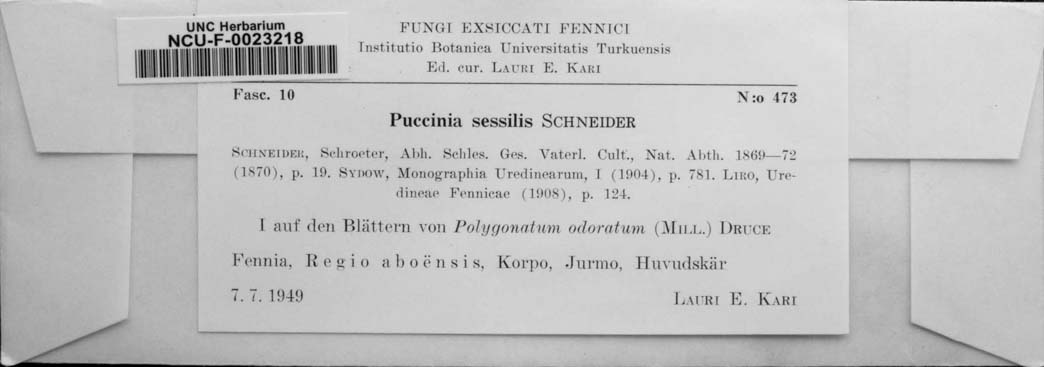 UNC Herbarium
NCU-F-0023218
FUNGI EXSICCATI FENNICI
Institutio Botanica Universitatis Turkuensis
Ed. cur. LAURI E. KARI
Fasc. 10 N:o 473
Puccinia sessilis SCHNEIDER
SCHNEIDER, Schroeter, Abh. Schles. Ges. Vaterl. Cult., Nat. Abth. 1869—72
(1870), p. 19. SYDOW, Monographia Uredinearum, I (1904), p. 781. LIRO, Ure-
dineae Fennicae (1908), p. 124.
I auf den Blättern von Polygonatum odoratum (MILL.) DRUCE
Fennia, Regio aboënsis, Korpo, Jurmo, Huvudskär
7. 7. 1949 LAURI E. KARI